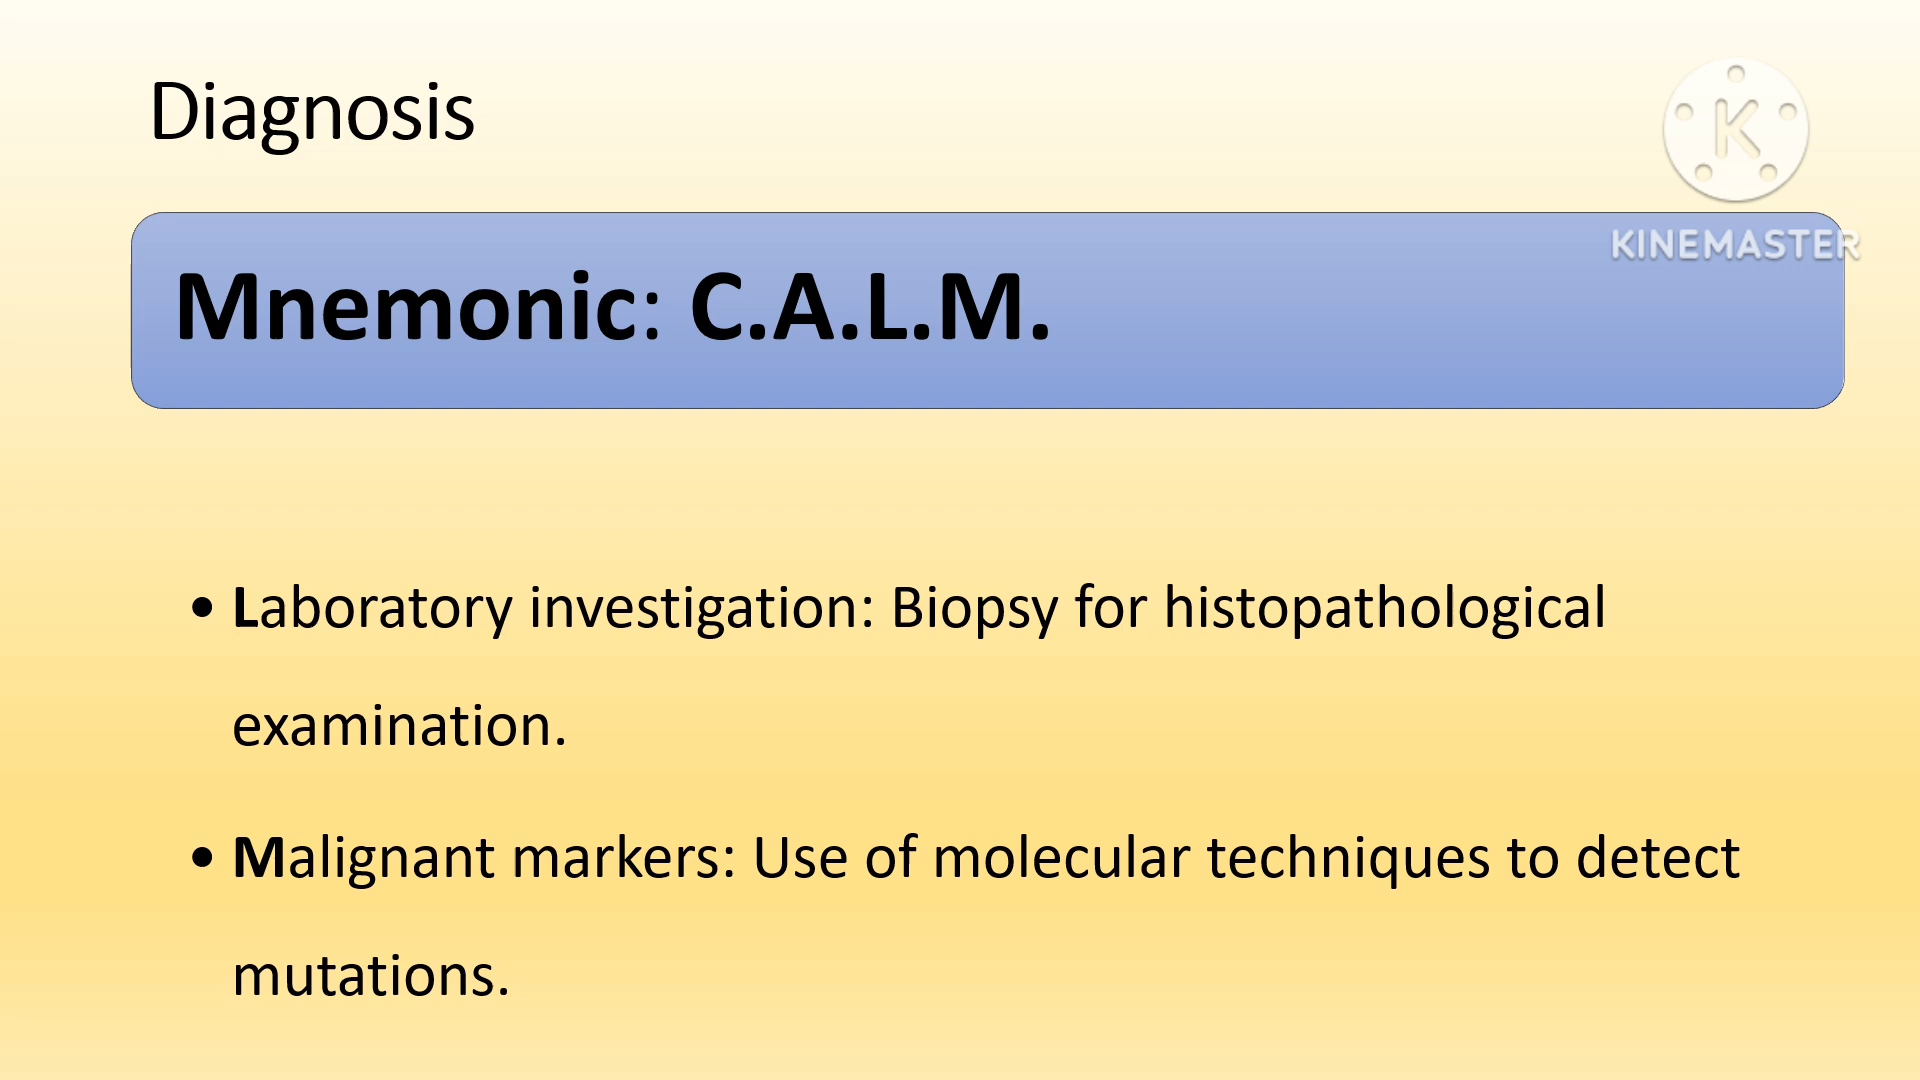 Diagnosis
K
KINEMASTER
Mnemonic: C.A.L.M.
• Laboratory investigation: Biopsy for histopathological
examination.
• Malignant markers: Use of molecular techniques to detect
mutations.